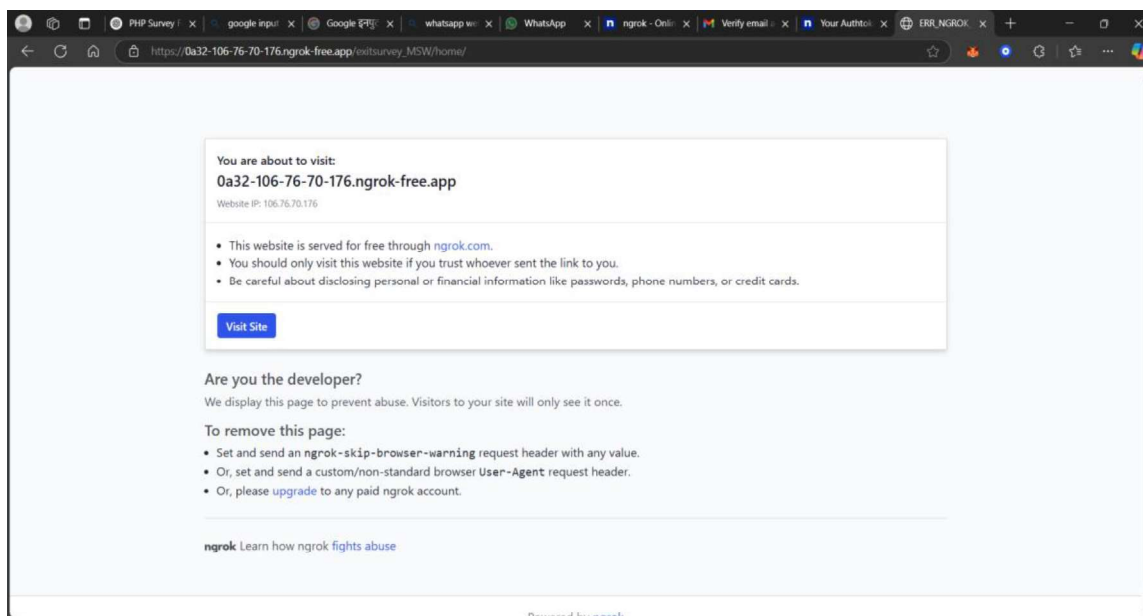 PHP Survey F
google input
Google इनपुट
whatsapp we
WhatsApp
ngrok - Onlin
Verify email a
Your Authtok
ERR_NGROK
https://0a32-106-76-70-176.ngrok-free.app/exitsurvey_MSW/home/
You are about to visit:
0a32-106-76-70-176.ngrok-free.app
Website IP: 106.76.70.176
• This website is served for free through ngrok.com.
• You should only visit this website if you trust whoever sent the link to you.
• Be careful about disclosing personal or financial information like passwords, phone numbers, or credit cards.
Visit Site
Are you the developer?
We display this page to prevent abuse. Visitors to your site will only see it once.
To remove this page:
• Set and send an ngrok-skip-browser-warning request header with any value.
• Or, set and send a custom/non-standard browser User-Agent request header.
• Or, please upgrade to any paid ngrok account.
ngrok Learn how ngrok fights abuse
Powered by ngrok